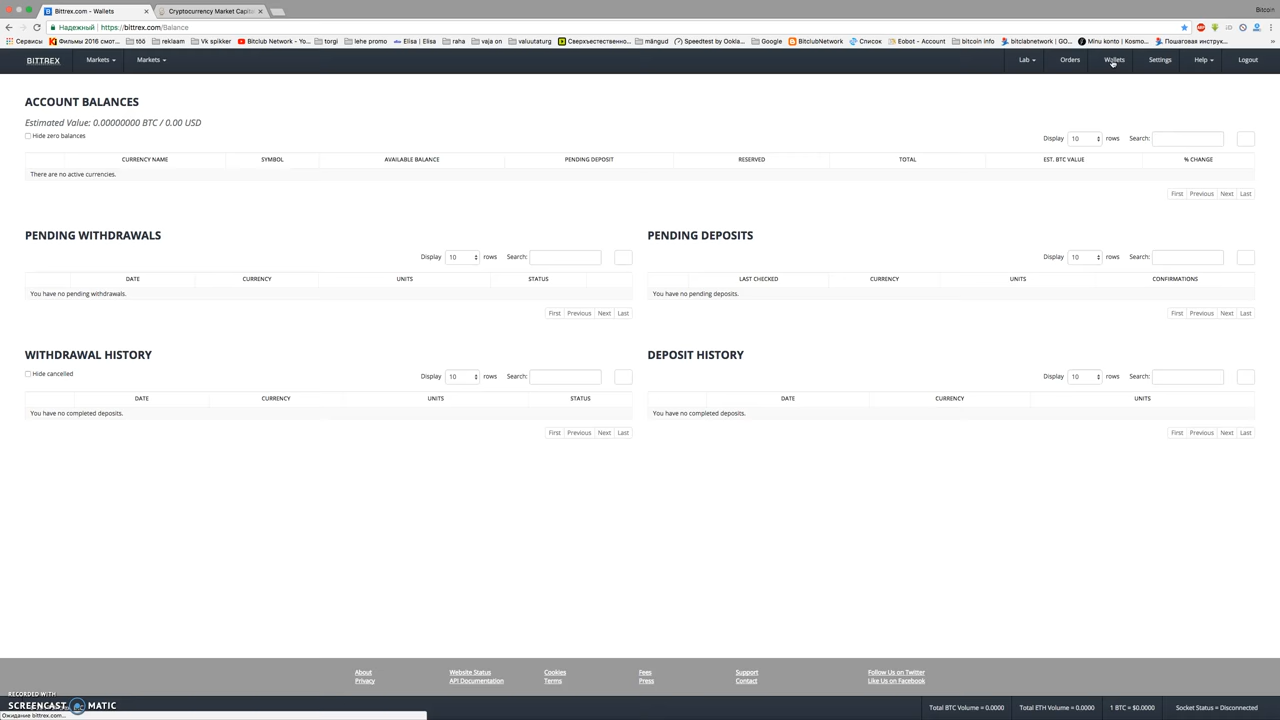 Bittrex.com - Wallets
Cryptocurrency Market Capit
Bitcoin
Надежный https://bittrex.com/Balance
Сервисы Фильмы 2016 смот... töö reklaam Vk spikker Bitclub Network - Yo... torgi lehe promo Elisa | Elisa raha vaja on valuutaturg Сверхъестественно... mängud Speedtest by Ookla... Google BitclubNetwork Список Eobot - Account bitcoin info bitclabnetwork | GO... Minu konto | Kosmo... Пошаговая инструк... »
BITTREX Markets Markets Lab Orders Wallets Settings Help Logout
ACCOUNT BALANCES
Estimated Value: 0.00000000 BTC / 0.00 USD
Hide zero balances
Display 10 rows Search:
CURRENCY NAME SYMBOL AVAILABLE BALANCE PENDING DEPOSIT RESERVED TOTAL EST. BTC VALUE % CHANGE
There are no active currencies.
First Previous Next Last
PENDING WITHDRAWALS
Display 10 rows Search:
DATE CURRENCY UNITS STATUS
You have no pending withdrawals.
First Previous Next Last
PENDING DEPOSITS
Display 10 rows Search:
LAST CHECKED CURRENCY UNITS CONFIRMATIONS
You have no pending deposits.
First Previous Next Last
WITHDRAWAL HISTORY
Hide cancelled
Display 10 rows Search:
DATE CURRENCY UNITS STATUS
You have no completed deposits.
First Previous Next Last
DEPOSIT HISTORY
Display 10 rows Search:
DATE CURRENCY UNITS
You have no completed deposits.
First Previous Next Last
About Website Status Cookies Fees Support Follow Us on Twitter
Privacy API Documentation Terms Press Contact Like Us on Facebook
RECORDED WITH
SCREENCAST MATIC
Total BTC Volume = 0.0000 Total ETH Volume = 0.0000 1 BTC = $0.0000 Socket Status = Disconnected
Ожидание bittrex.com...